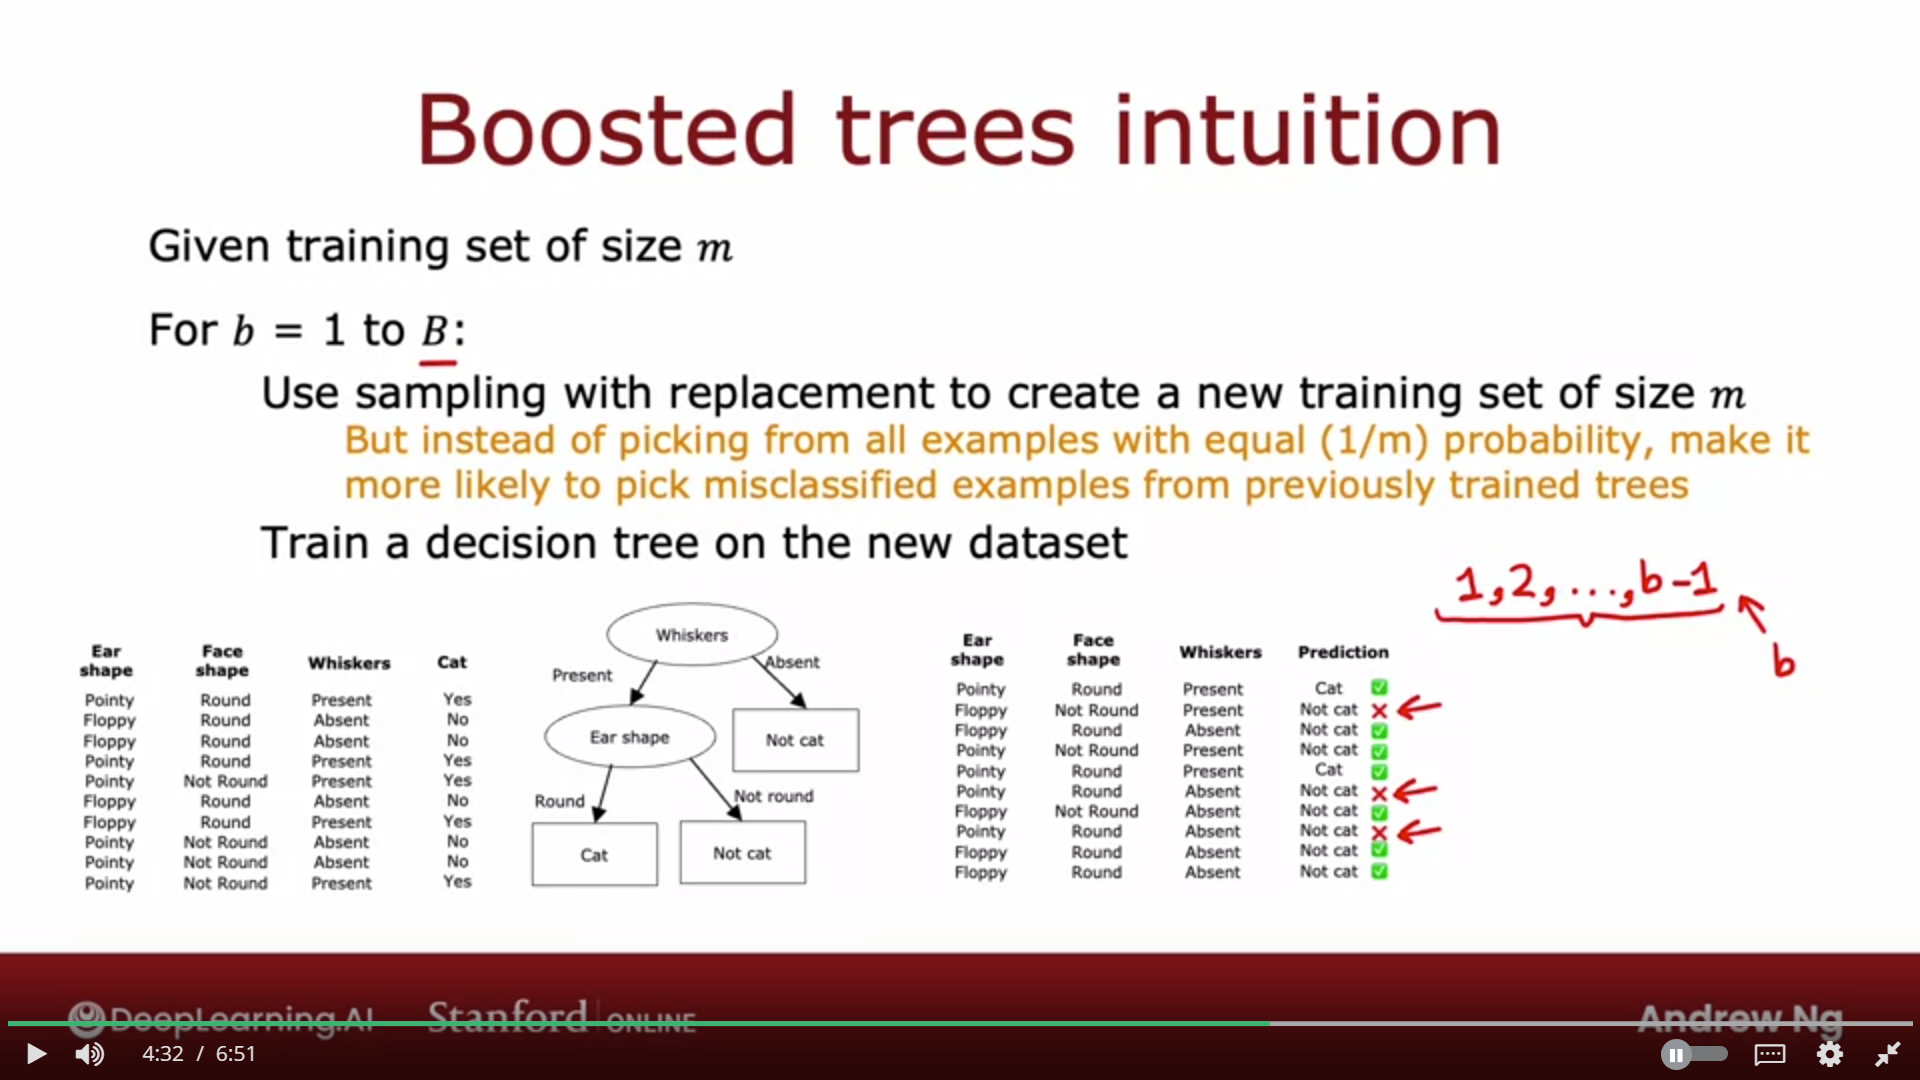 Boosted trees intuition
Given training set of size m
For b = 1 to B:
Use sampling with replacement to create a new training set of size m
But instead of picking from all examples with equal (1/m) probability, make it
more likely to pick misclassified examples from previously trained trees
Train a decision tree on the new dataset
1,2,...,b-1
b
Ear shape Face shape Whiskers Cat
Pointy Round Present Yes
Floppy Round Absent No
Floppy Round Absent No
Pointy Round Present Yes
Pointy Not Round Present Yes
Floppy Round Absent No
Floppy Round Present Yes
Pointy Not Round Absent No
Pointy Not Round Absent No
Pointy Not Round Present Yes
Whiskers
Present
Absent
Ear shape
Not cat
Round
Not round
Cat
Not cat
Ear shape Face shape Whiskers Prediction
Pointy Round Present Cat ✅
Floppy Not Round Present Not cat ❌
Floppy Round Absent Not cat ✅
Pointy Not Round Present Not cat ✅
Pointy Round Present Cat ✅
Pointy Round Absent Not cat ❌
Floppy Not Round Absent Not cat ✅
Pointy Round Absent Not cat ❌
Floppy Round Absent Not cat ✅
Floppy Round Absent Not cat ✅
DeepLearning.AI Stanford ONLINE Andrew Ng
4:32 / 6:51